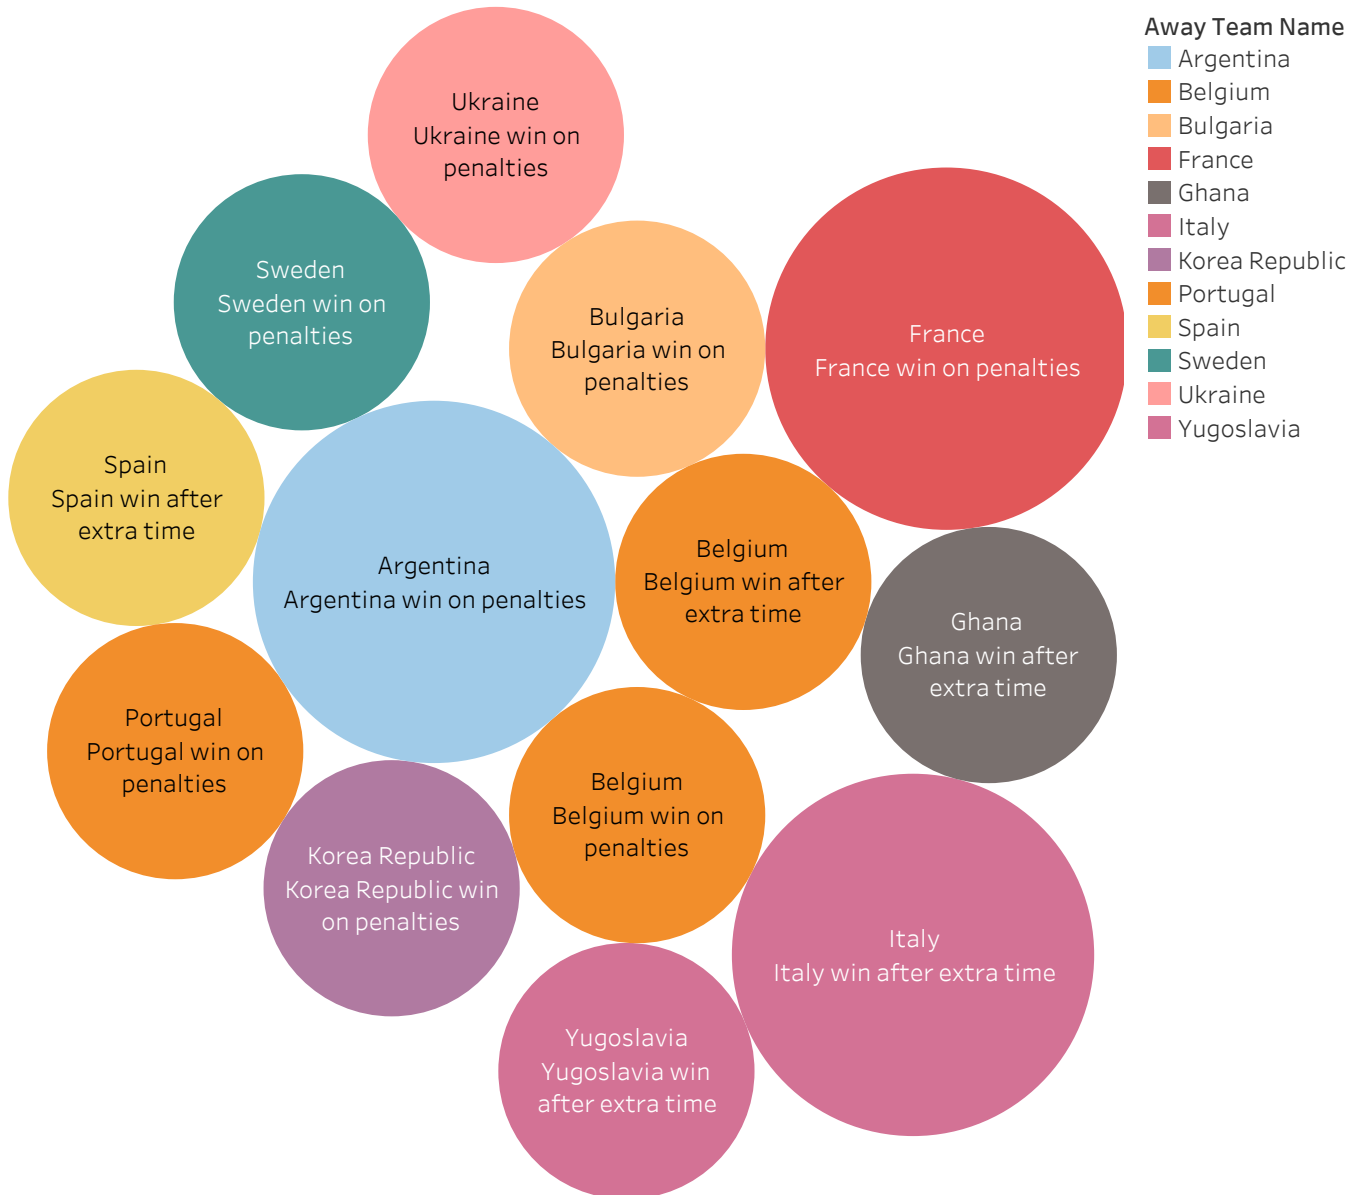 Ukraine
Ukraine win on
penalties
Sweden
Sweden win on
penalties
Bulgaria
Bulgaria win on
penalties
France
France win on penalties
Spain
Spain win after
extra time
Argentina
Argentina win on penalties
Belgium
Belgium win after
extra time
Ghana
Ghana win after
extra time
Portugal
Portugal win on
penalties
Belgium
Belgium win on
penalties
Korea Republic
Korea Republic win
on penalties
Italy
Italy win after extra time
Yugoslavia
Yugoslavia win
after extra time
Away Team Name
Argentina
Belgium
Bulgaria
France
Ghana
Italy
Korea Republic
Portugal
Spain
Sweden
Ukraine
Yugoslavia